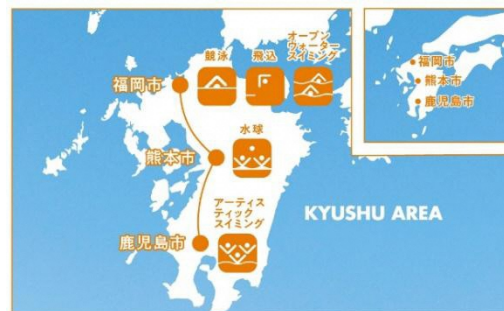 競泳
飛込
オープン
ウォーター
スイミング
福岡市
水球
熊本市
アーティス
ティック
スイミング
鹿児島市
KYUSHU AREA
福岡市
熊本市
鹿児島市